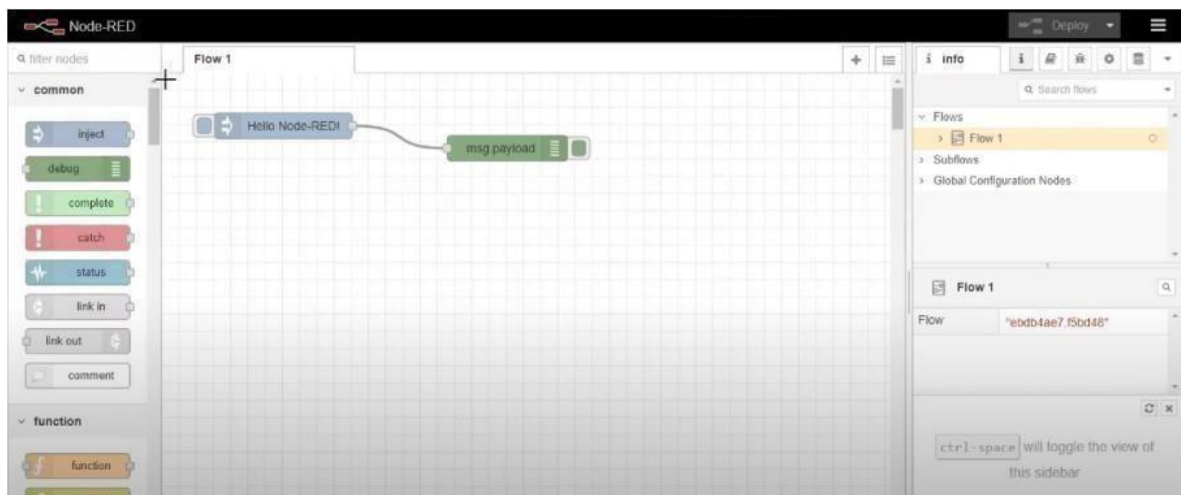 Node-RED
Deploy
filter nodes
Flow 1
info
i
Search flows
common
inject
debug
complete
catch
status
link in
link out
comment
function
function
Hello Node-RED!
msg payload
Flows
Flow 1
Subflows
Global Configuration Nodes
Flow 1
Flow "ebdb4ae7.f5bd48"
ctrl-space will toggle the view of
this sidebar